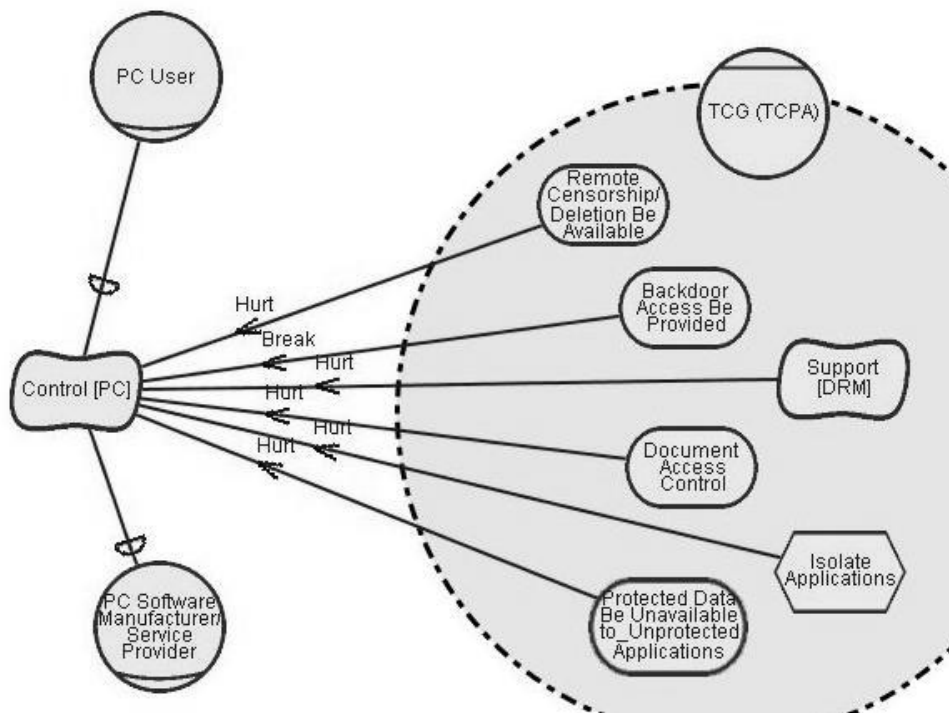 PC User
TCG (TCPA)
Remote
Censorship/
Deletion Be
Available
Hurt
Backdoor
Access Be
Provided
Break
Hurt
Support
[DRM]
Control [PC]
Hurt
Hurt
Document
Access
Control
Hurt
Isolate
Applications
PC Software
Manufacturer/
Service
Provider
Protected Data
Be Unavailable
to_Unprotected
Applications